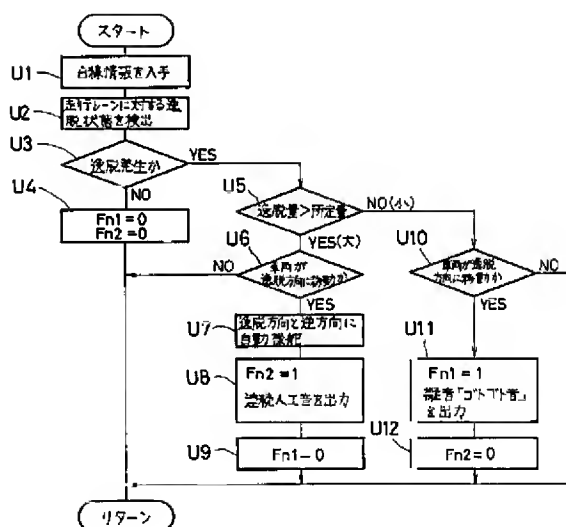 スタート
U1
白線情報を入手
U2
走行レーンに対する逸
脱状態を検出
U3
逸脱発生か
YES
NO
U4
Fn1=0
Fn2=0
U5
逸脱量>所定量
NO(小)
YES(大)
U6
車両が
逸脱方向に移動か
NO
YES
U7
逸脱方向と逆方向に
自動操舵
U8
Fn2=1
連続人工音を出力
U9
Fn1=0
U10
車両が逸脱
方向に移動か
NO
YES
U11
Fn1=1
擬音「ゴトゴト音」
を出力
U12
Fn2=0
リターン